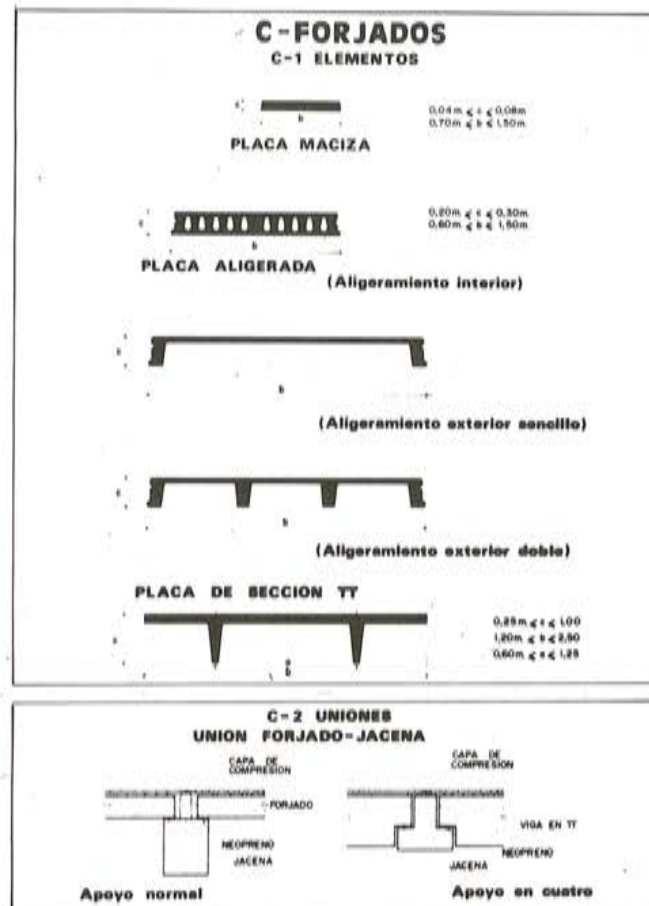 C-FORJADOS
C-1 ELEMENTOS
c
b
0,04m ≤ c ≤ 0,08m
0,70m ≤ b ≤ 1,50m
PLACA MACIZA
c
b
0,20m ≤ c ≤ 0,30m
0,60m ≤ b ≤ 1,50m
PLACA ALIGERADA
(Aligeramiento interior)
b
(Aligeramiento exterior sencillo)
b
(Aligeramiento exterior doble)
PLACA DE SECCION TT
a
b
0,25m ≤ c ≤ 1,00
1,20m ≤ b ≤ 2,50
0,60m ≤ a ≤ 1,25
C-2 UNIONES
UNION FORJADO-JACENA
CAPA DE
COMPRESION
FORJADO
NEOPRENO
JACENA
Apoyo normal
CAPA DE
COMPRESION
VIGA EN TT
NEOPRENO
JACENA
Apoyo en cuatro